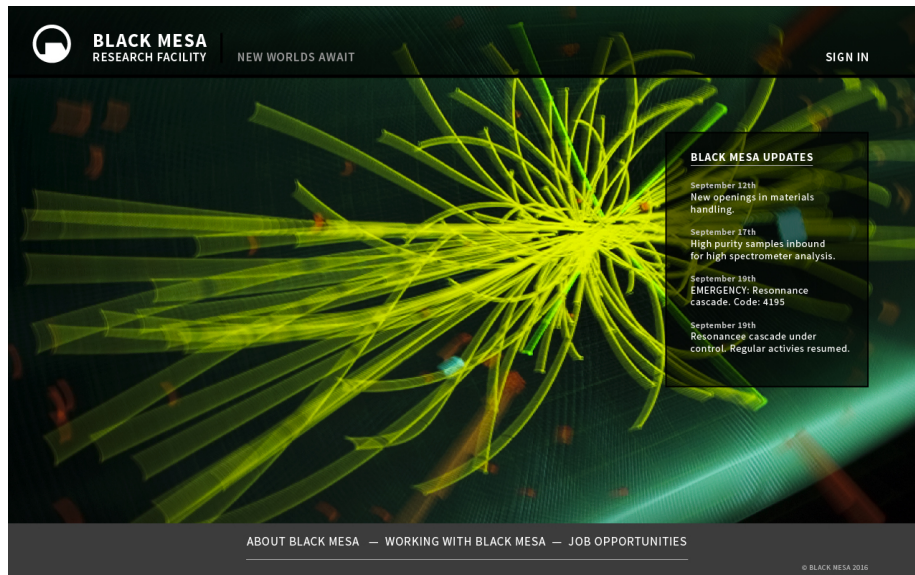 BLACK MESA
RESEARCH FACILITY
NEW WORLDS AWAIT
SIGN IN
BLACK MESA UPDATES
September 12th
New openings in materials
handling.
September 17th
High purity samples inbound
for high spectrometer analysis.
September 19th
EMERGENCY: Resonnance
cascade. Code: 4195
September 19th
Resonancee cascade under
control. Regular activies resumed.
ABOUT BLACK MESA — WORKING WITH BLACK MESA — JOB OPPORTUNITIES
© BLACK MESA 2016